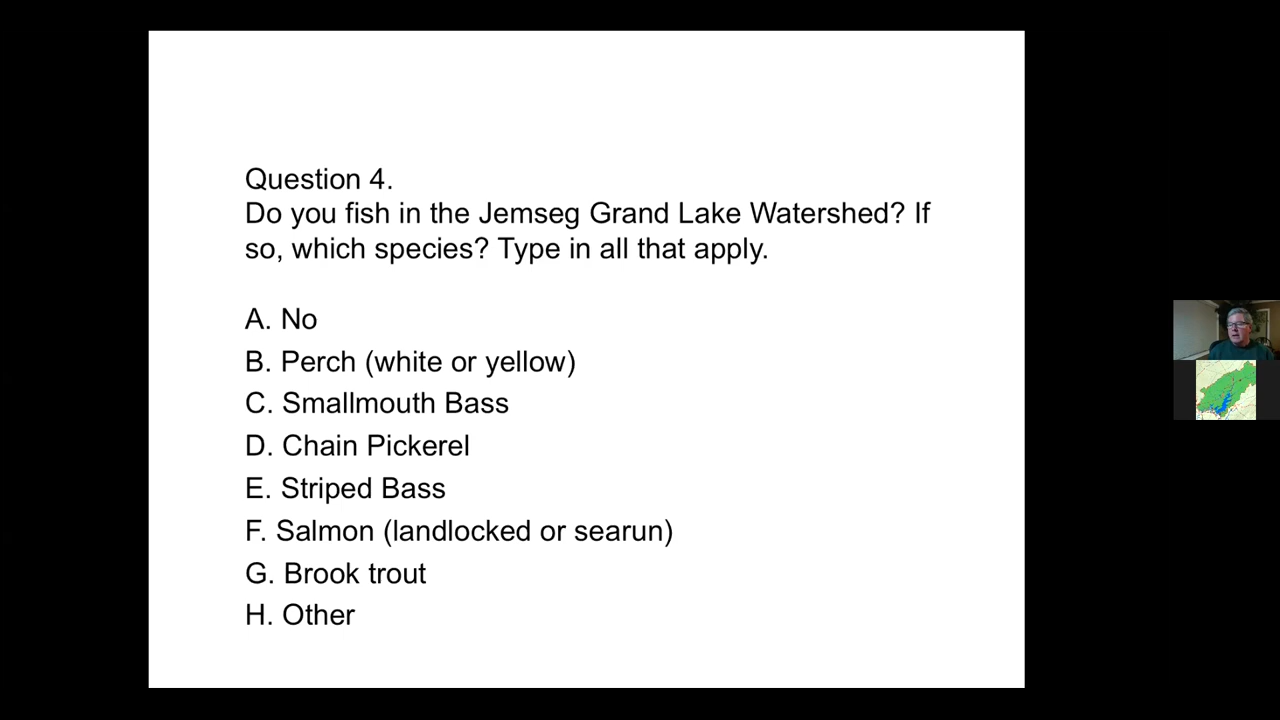 Question 4.
Do you fish in the Jemseg Grand Lake Watershed? If
so, which species? Type in all that apply.
A. No
B. Perch (white or yellow)
C. Smallmouth Bass
D. Chain Pickerel
E. Striped Bass
F. Salmon (landlocked or searun)
G. Brook trout
H. Other